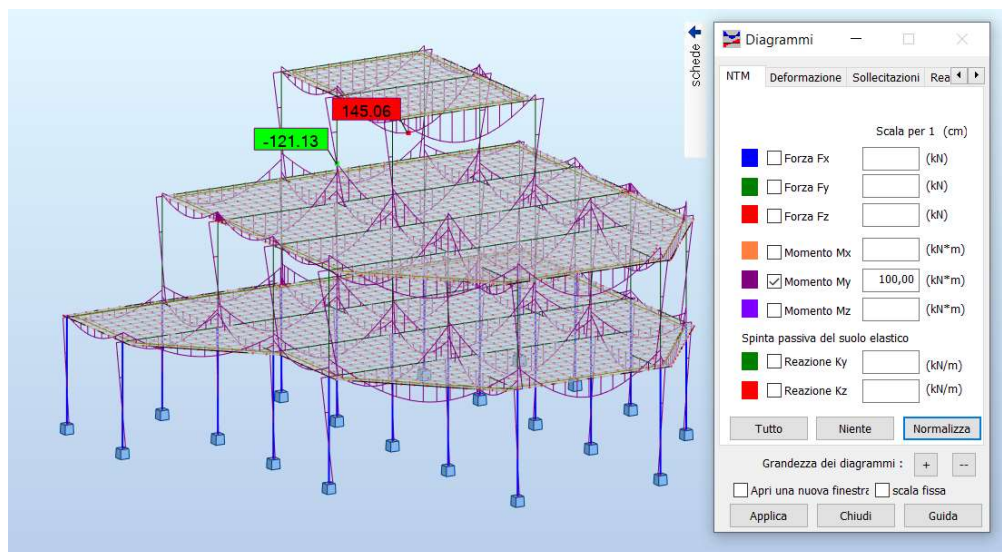 145.06
-121.13
schede
Diagrammi
NTM Deformazione Sollecitazioni Rea
Scala per 1 (cm)
Forza Fx (kN)
Forza Fy (kN)
Forza Fz (kN)
Momento Mx (kN*m)
Momento My 100,00 (kN*m)
Momento Mz (kN*m)
Spinta passiva del suolo elastico
Reazione Ky (kN/m)
Reazione Kz (kN/m)
Tutto Niente Normalizza
Grandezza dei diagrammi : + --
Apri una nuova finestra scala fissa
Applica Chiudi Guida